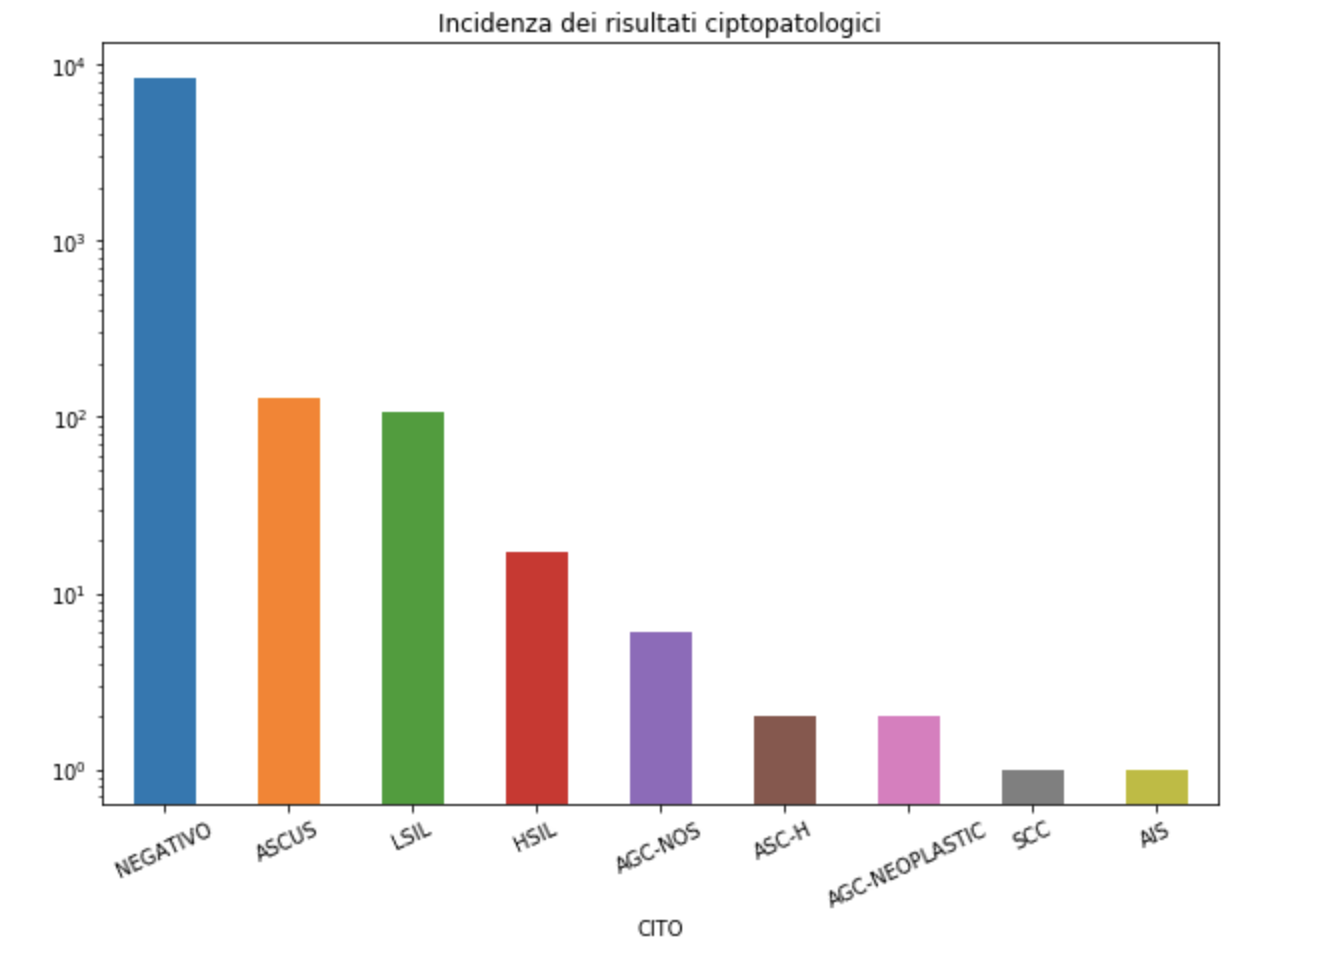 Incidenza dei risultati ciptopatologici
10⁴
10³
10²
10¹
10⁰
NEGATIVO
ASCUS
LSIL
HSIL
AGC-NOS
ASC-H
AGC-NEOPLASTIC
SCC
AIS
CITO